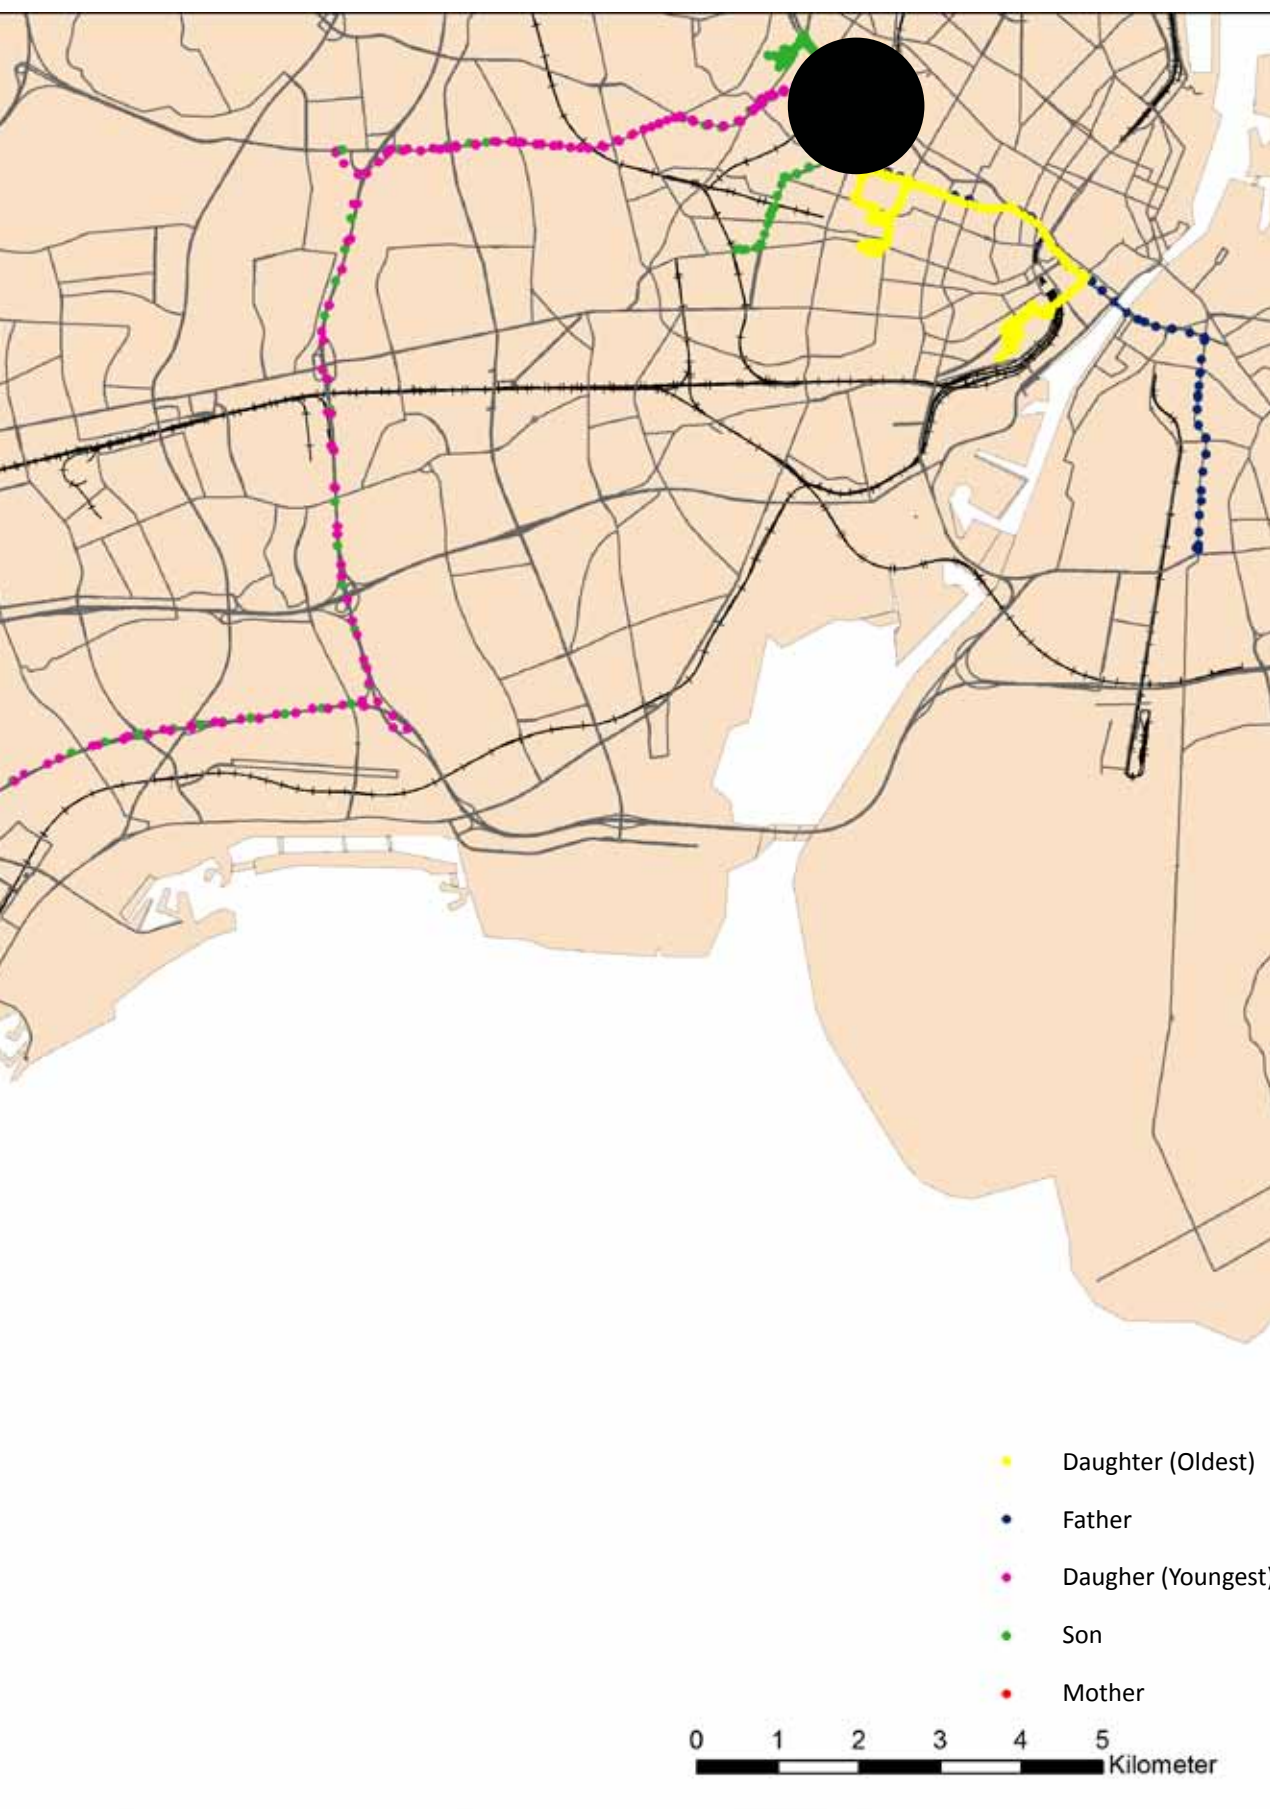 Daughter (Oldest)
Father
Daugher (Youngest)
Son
Mother
0 1 2 3 4 5
Kilometer